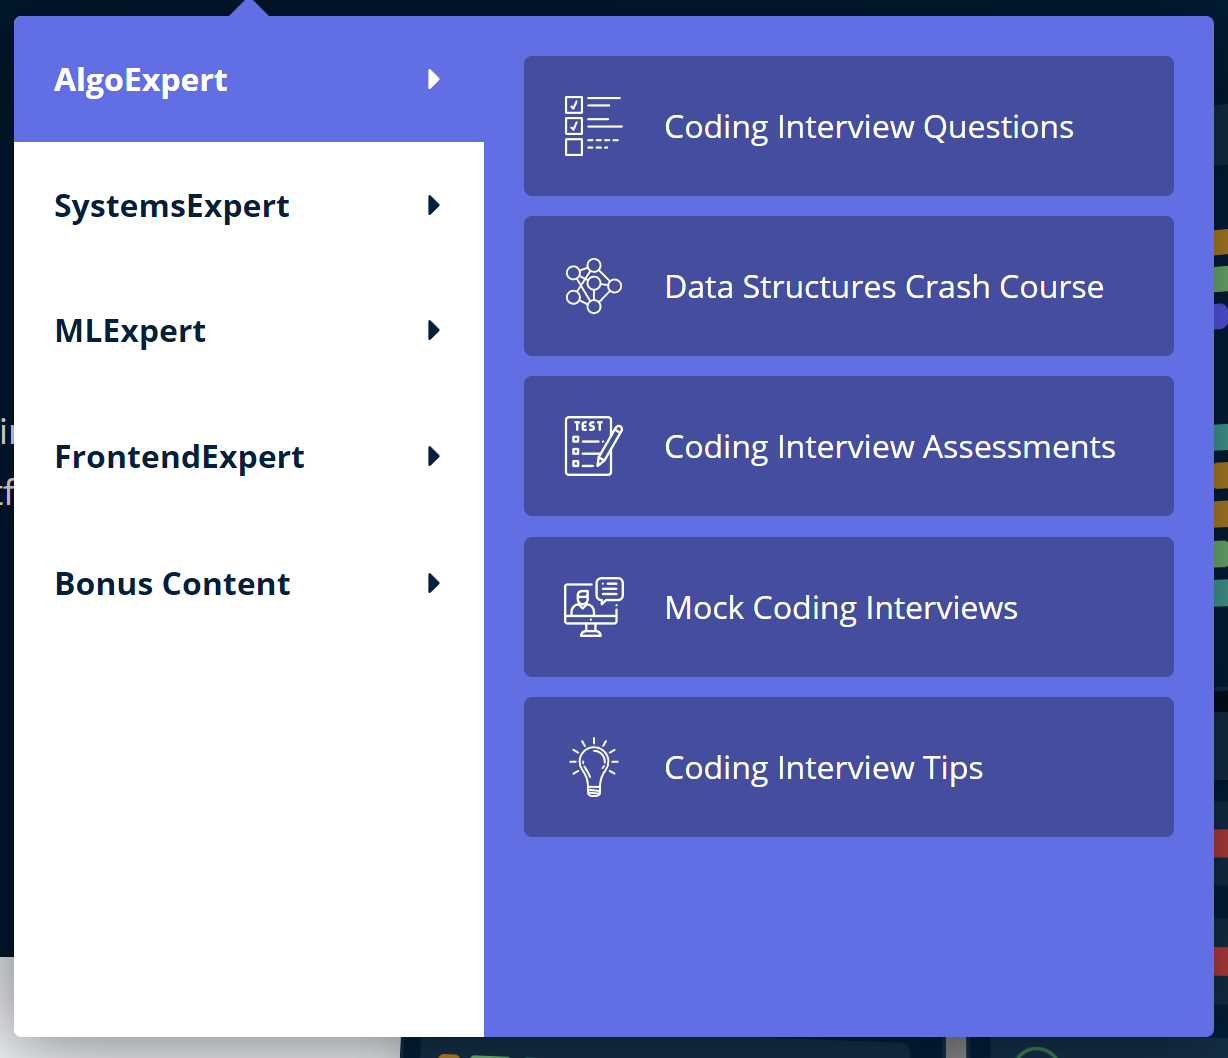 AlgoExpert
SystemsExpert
MLExpert
FrontendExpert
Bonus Content
Coding Interview Questions
Data Structures Crash Course
TEST
Coding Interview Assessments
Mock Coding Interviews
Coding Interview Tips